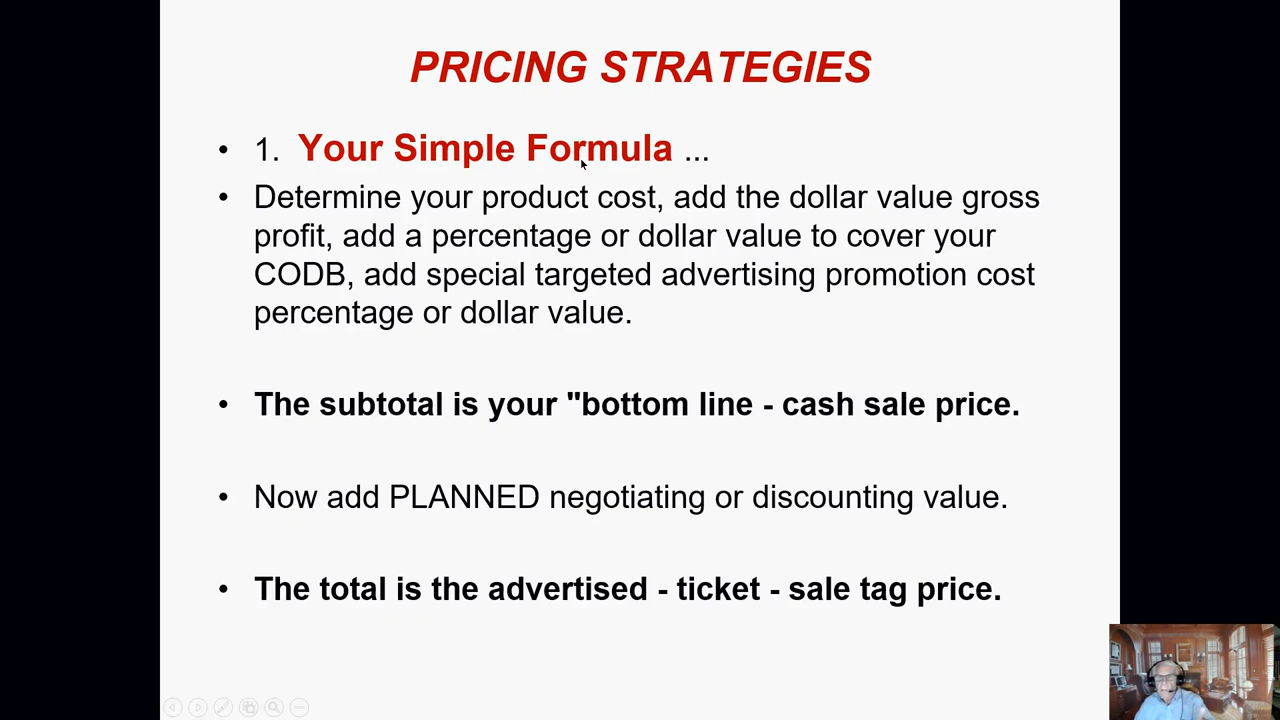 PRICING STRATEGIES
• 1. Your Simple Formula ...
• Determine your product cost, add the dollar value gross
profit, add a percentage or dollar value to cover your
CODB, add special targeted advertising promotion cost
percentage or dollar value.
• The subtotal is your "bottom line - cash sale price.
• Now add PLANNED negotiating or discounting value.
• The total is the advertised - ticket - sale tag price.